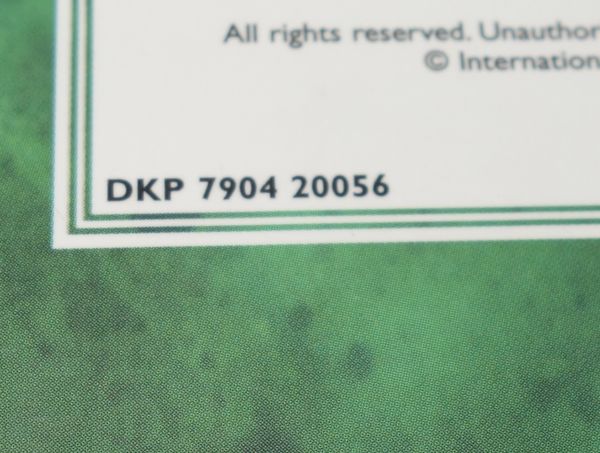 All rights reserved. Unauthor
© Internation
DKP 7904 20056